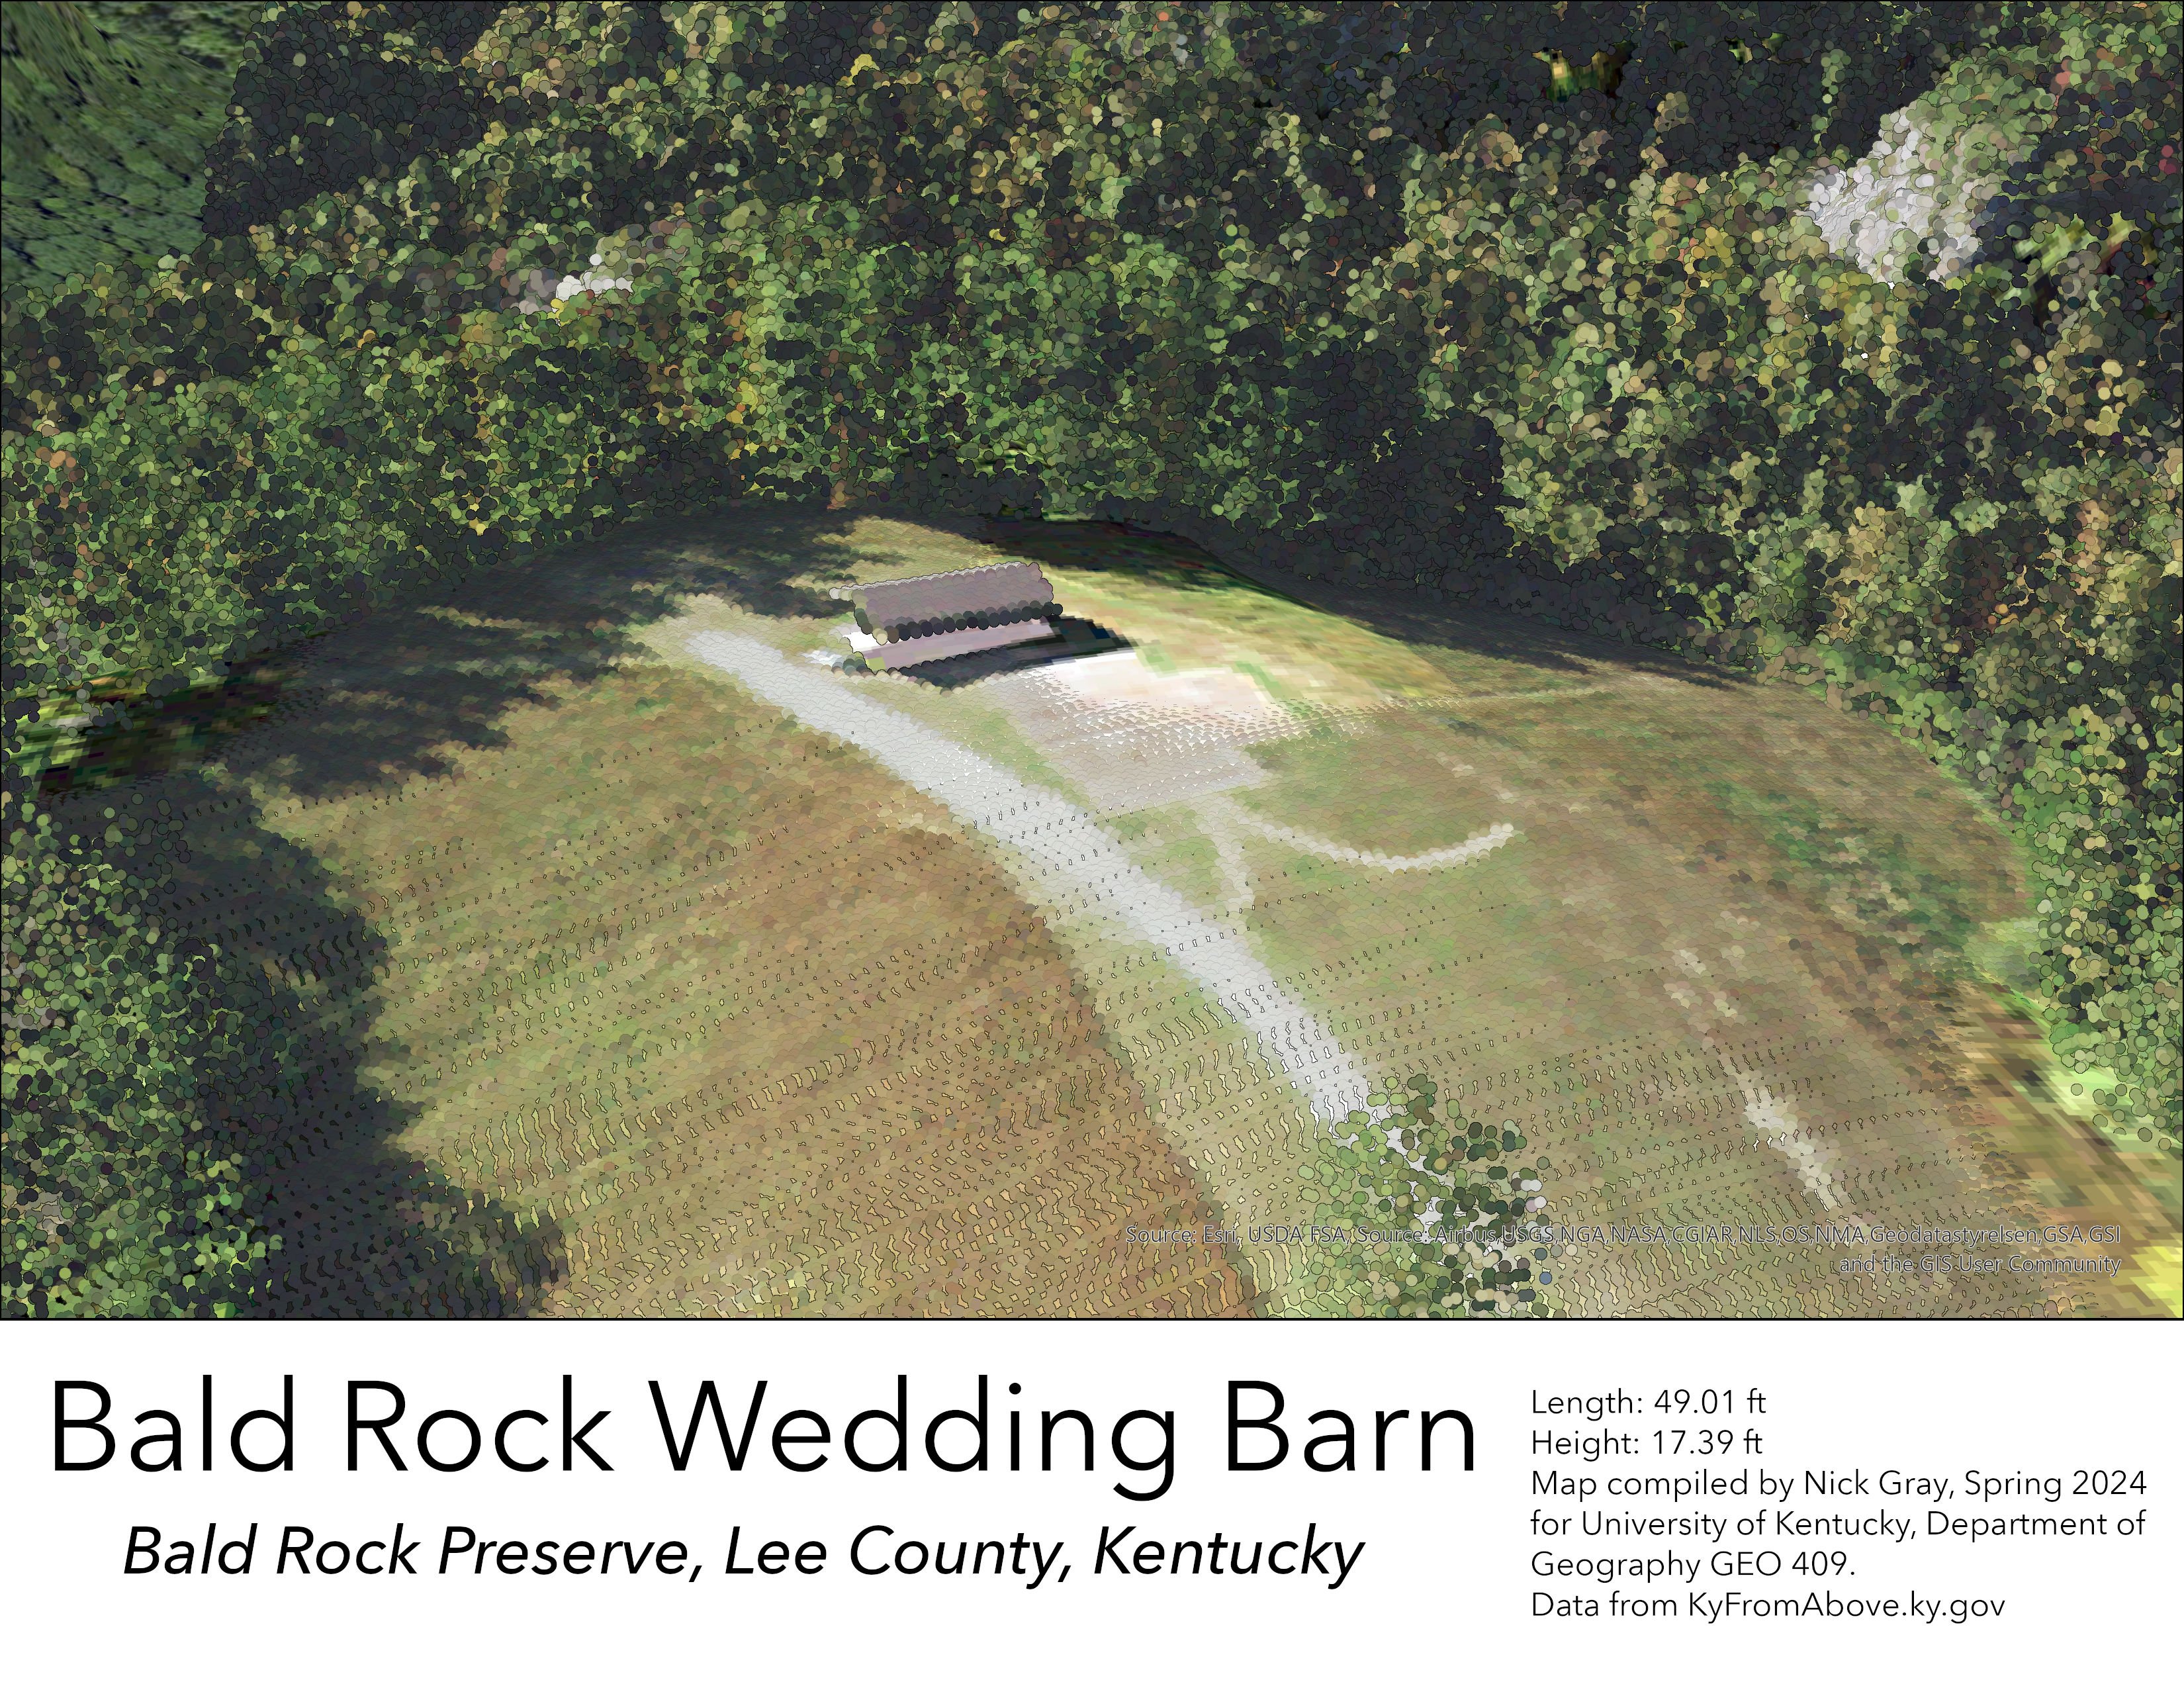 Source: Esri, USDA FSA, Source: Airbus,USGS,NGA,NASA,CGIAR,NLS,OS,NMA,Geodatastyrelsen,GSA,GSI
and the GIS User Community
Bald Rock Wedding Barn
Bald Rock Preserve, Lee County, Kentucky
Length: 49.01 ft
Height: 17.39 ft
Map compiled by Nick Gray, Spring 2024
for University of Kentucky, Department of
Geography GEO 409.
Data from KyFromAbove.ky.gov